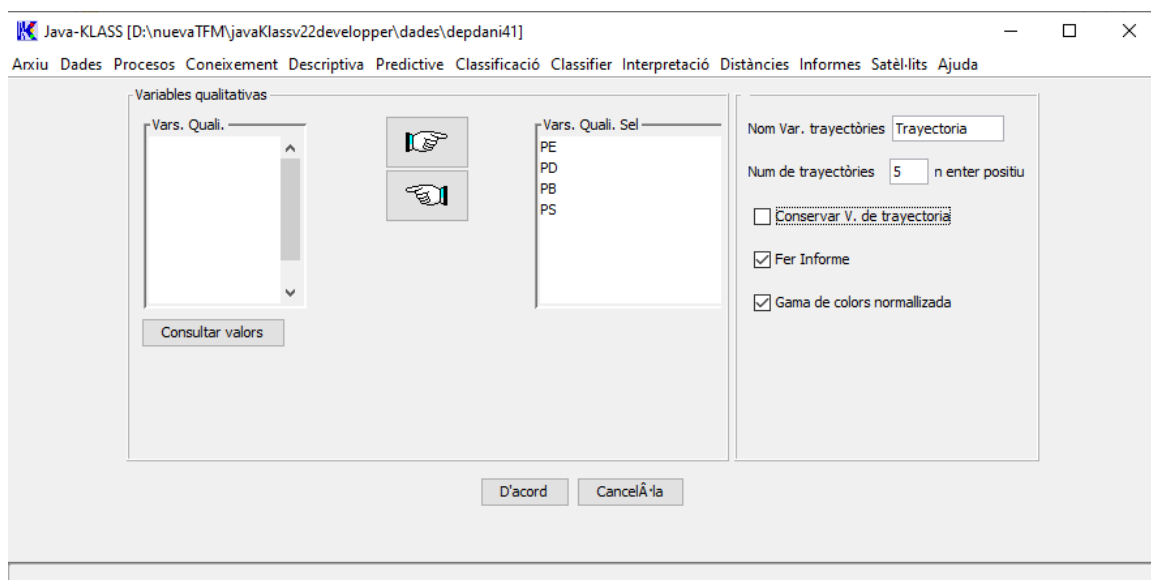 Java-KLASS [D:\nuevaTFM\javaKlassv22developper\dades\depdani41]
Arxiu Dades Procesos Coneixement Descriptiva Predictive Classificació Classifier Interpretació Distàncies Informes Satèl·lits Ajuda
Variables qualitativas
Vars. Quali.
Vars. Quali. Sel
PE
PD
PB
PS
Consultar valors
Nom Var. trayectòries Trayectoria
Num de trayectòries 5 n enter positiu
Conservar V. de trayectoria
Fer Informe
Gama de colors normallizada
D'acord CancelÂ·la